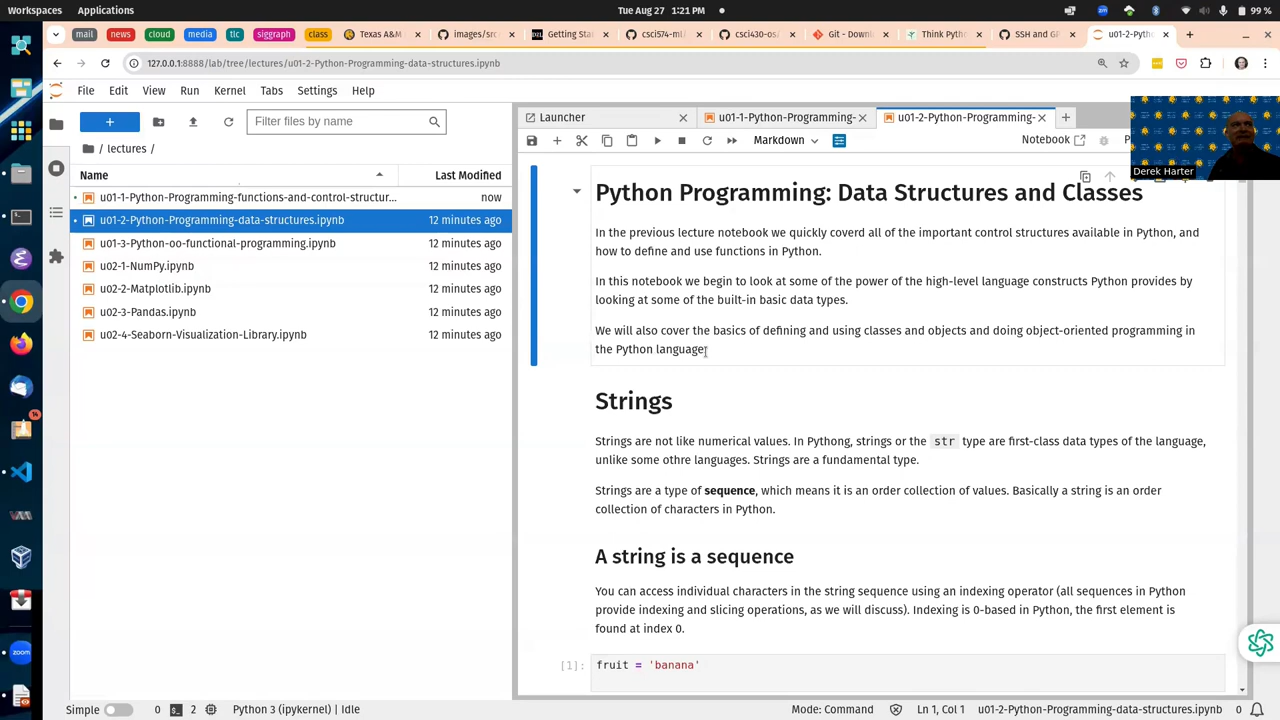 Workspaces Applications Tue Aug 27 1:21 PM 99 %
mail news cloud media tlc siggraph class Texas A&M images/src Getting Sta csci574-ml/ csci430-os/ Git - Downl Think Pyth SSH and GP u01-2-Pyth
127.0.0.1:8888/lab/tree/lectures/u01-2-Python-Programming-data-structures.ipynb
File Edit View Run Kernel Tabs Settings Help
Launcher u01-1-Python-Programming- u01-2-Python-Programming-
Filter files by name
Markdown Notebook
/ lectures /
Name Last Modified
u01-1-Python-Programming-functions-and-control-structur... now
u01-2-Python-Programming-data-structures.ipynb 12 minutes ago
u01-3-Python-oo-functional-programming.ipynb 12 minutes ago
u02-1-NumPy.ipynb 12 minutes ago
u02-2-Matplotlib.ipynb 12 minutes ago
u02-3-Pandas.ipynb 12 minutes ago
u02-4-Seaborn-Visualization-Library.ipynb 12 minutes ago
14
Derek Harter
Python Programming: Data Structures and Classes
In the previous lecture notebook we quickly coverd all of the important control structures available in Python, and
how to define and use functions in Python.
In this notebook we begin to look at some of the power of the high-level language constructs Python provides by
looking at some of the built-in basic data types.
We will also cover the basics of defining and using classes and objects and doing object-oriented programming in
the Python language.
Strings
Strings are not like numerical values. In Pythong, strings or the str type are first-class data types of the language,
unlike some othre languages. Strings are a fundamental type.
Strings are a type of sequence, which means it is an order collection of values. Basically a string is an order
collection of characters in Python.
A string is a sequence
You can access individual characters in the string sequence using an indexing operator (all sequences in Python
provide indexing and slicing operations, as we will discuss). Indexing is 0-based in Python, the first element is
found at index 0.
[1]: fruit = 'banana'
zoom
Simple 0 2 Python 3 (ipykernel) | Idle Mode: Command Ln 1, Col 1 u01-2-Python-Programming-data-structures.ipynb 0